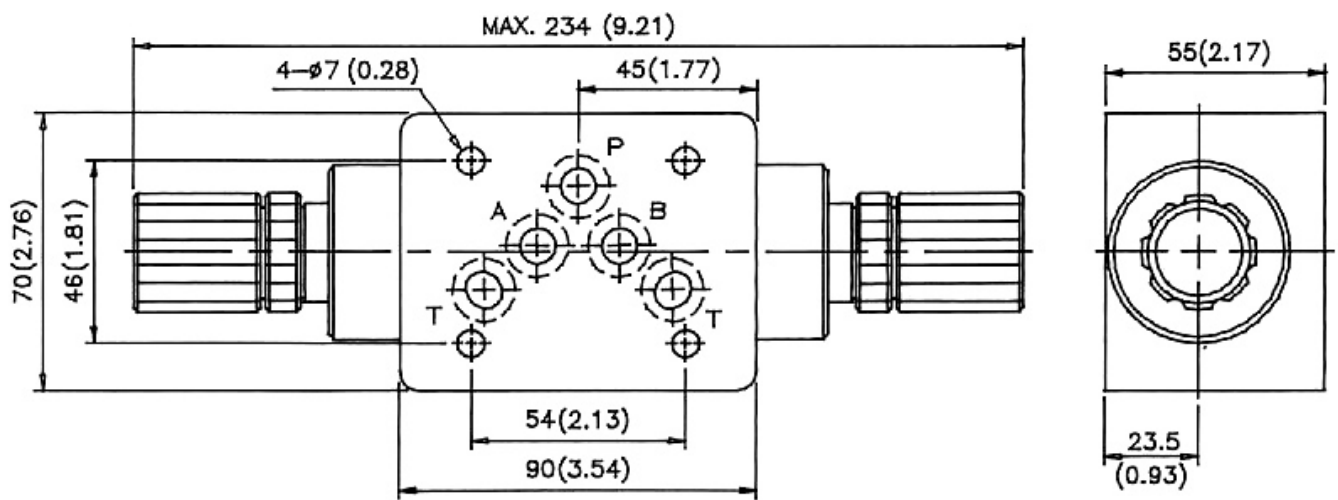 MAX. 234 (9.21)
4-ø7 (0.28)
45(1.77)
55(2.17)
P
A
B
70(2.76)
46(1.81)
T
T
54(2.13)
90(3.54)
23.5
(0.93)